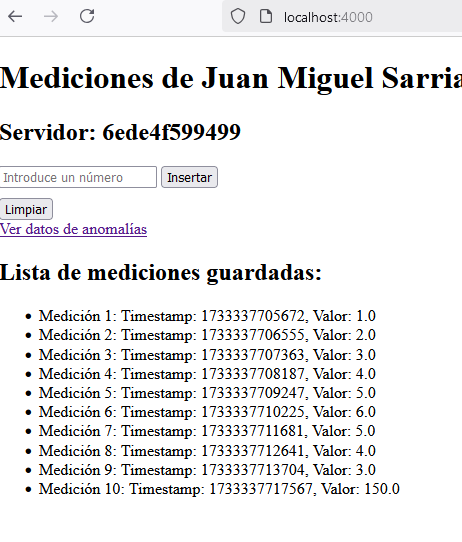 localhost:4000
Mediciones de Juan Miguel Sarria
Servidor: 6ede4f599499
Introduce un número Insertar
Limpiar
Ver datos de anomalías
Lista de mediciones guardadas:
Medición 1: Timestamp: 1733337705672, Valor: 1.0
Medición 2: Timestamp: 1733337706555, Valor: 2.0
Medición 3: Timestamp: 1733337707363, Valor: 3.0
Medición 4: Timestamp: 1733337708187, Valor: 4.0
Medición 5: Timestamp: 1733337709247, Valor: 5.0
Medición 6: Timestamp: 1733337710225, Valor: 6.0
Medición 7: Timestamp: 1733337711681, Valor: 5.0
Medición 8: Timestamp: 1733337712641, Valor: 4.0
Medición 9: Timestamp: 1733337713704, Valor: 3.0
Medición 10: Timestamp: 1733337717567, Valor: 150.0